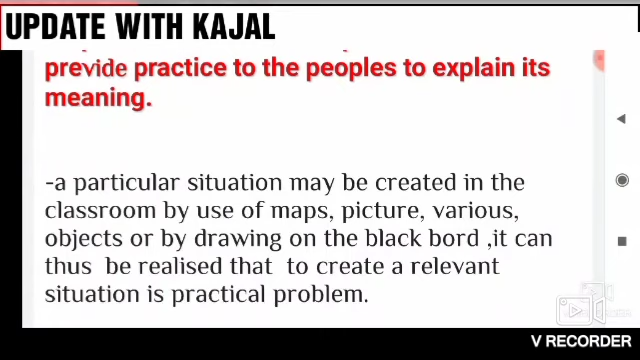 UPDATE WITH KAJAL
previde practice to the peoples to explain its
meaning.
-a particular situation may be created in the
classroom by use of maps, picture, various,
objects or by drawing on the black bord ,it can
thus be realised that to create a relevant
situation is practical problem.
V RECORDER